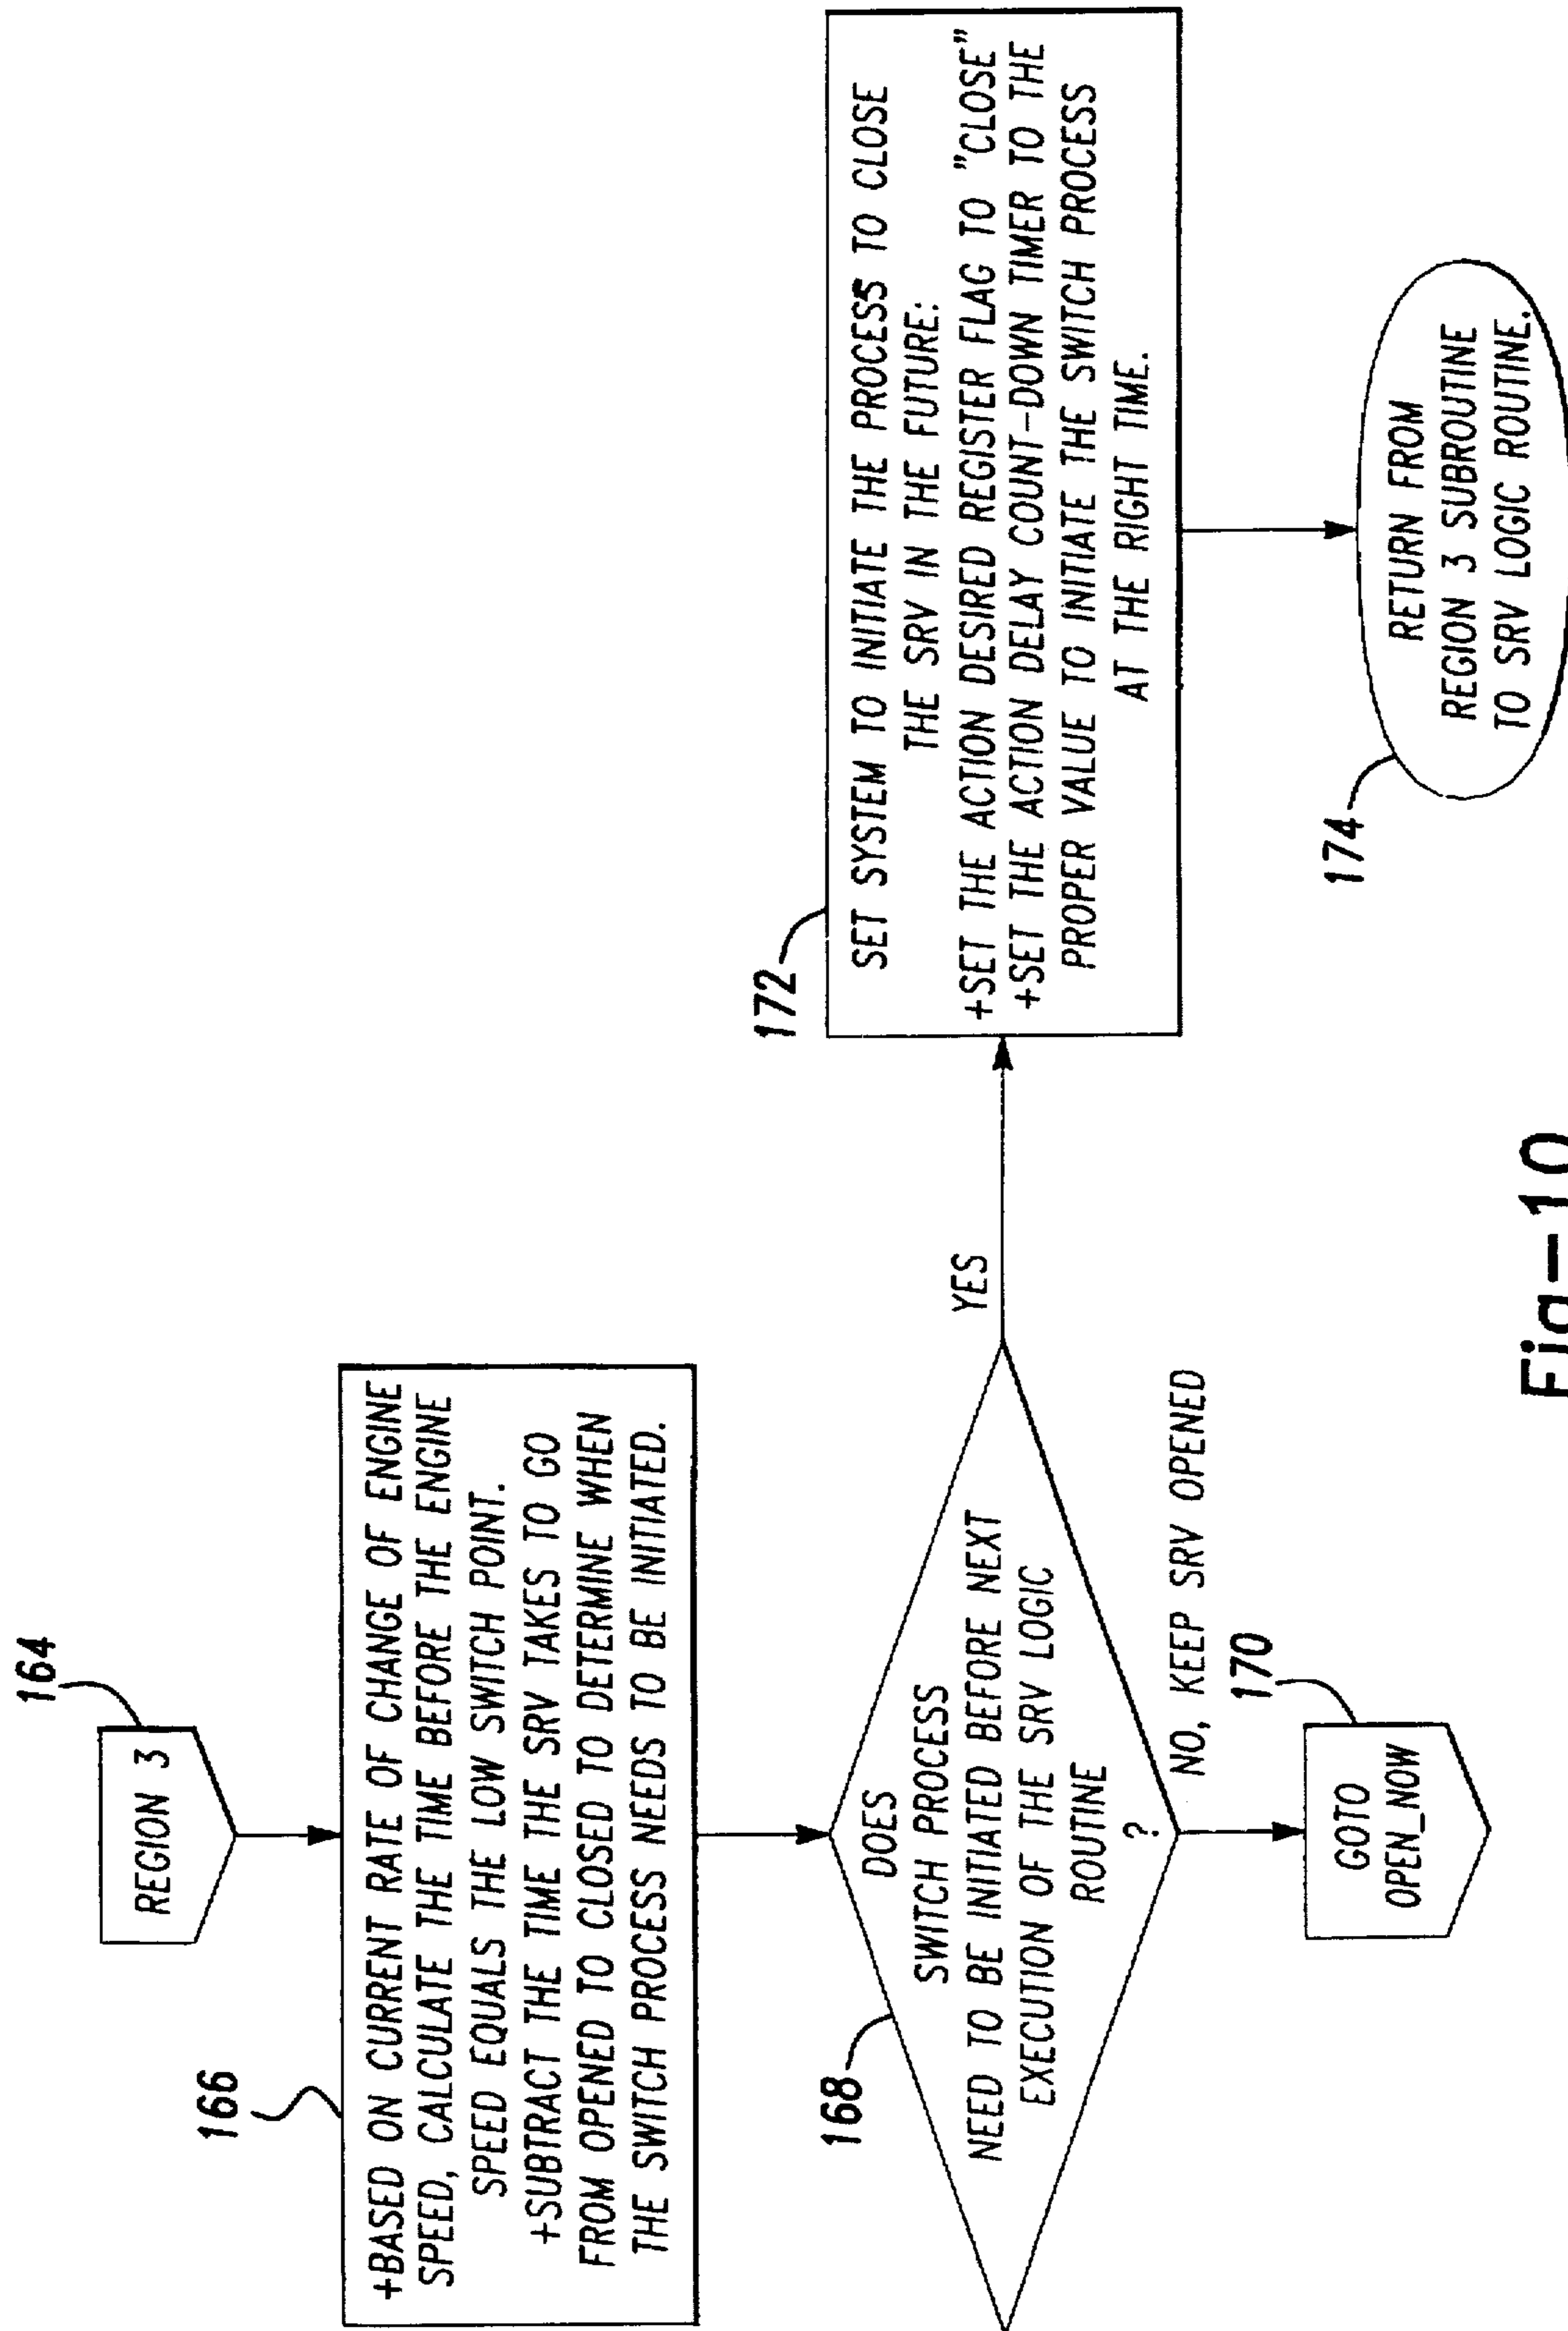 164
REGION 3
166
+BASED ON CURRENT RATE OF CHANGE OF ENGINE
SPEED, CALCULATE THE TIME BEFORE THE ENGINE
SPEED EQUALS THE LOW SWITCH POINT.
+SUBTRACT THE TIME THE SRV TAKES TO GO
FROM OPENED TO CLOSED TO DETERMINE WHEN
THE SWITCH PROCESS NEEDS TO BE INITIATED.
168
DOES
SWITCH PROCESS
NEED TO BE INITIATED BEFORE NEXT
EXECUTION OF THE SRV LOGIC
ROUTINE
?
YES
NO, KEEP SRV OPENED
170
GOTO
OPEN_NOW
172
SET SYSTEM TO INITIATE THE PROCESS TO CLOSE
THE SRV IN THE FUTURE:
+SET THE ACTION DESIRED REGISTER FLAG TO "CLOSE"
+SET THE ACTION DELAY COUNT-DOWN TIMER TO THE
PROPER VALUE TO INITIATE THE SWITCH PROCESS
AT THE RIGHT TIME.
174
RETURN FROM
REGION 3 SUBROUTINE
TO SRV LOGIC ROUTINE.
Fig-10